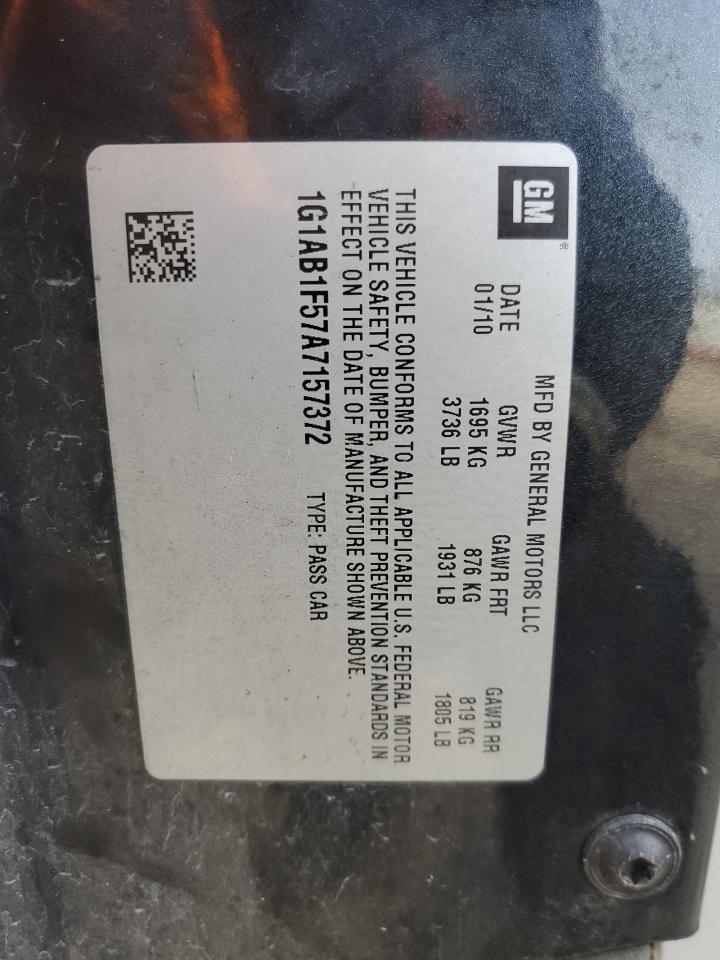 GM®
MFD BY GENERAL MOTORS LLC
DATE GVWR GAWR FRT GAWR RR
01/10 1695 KG 876 KG 819 KG
3736 LB 1931 LB 1805 LB
THIS VEHICLE CONFORMS TO ALL APPLICABLE U.S. FEDERAL MOTOR
VEHICLE SAFETY, BUMPER, AND THEFT PREVENTION STANDARDS IN
EFFECT ON THE DATE OF MANUFACTURE SHOWN ABOVE.
1G1AB1F57A7157372 TYPE: PASS CAR